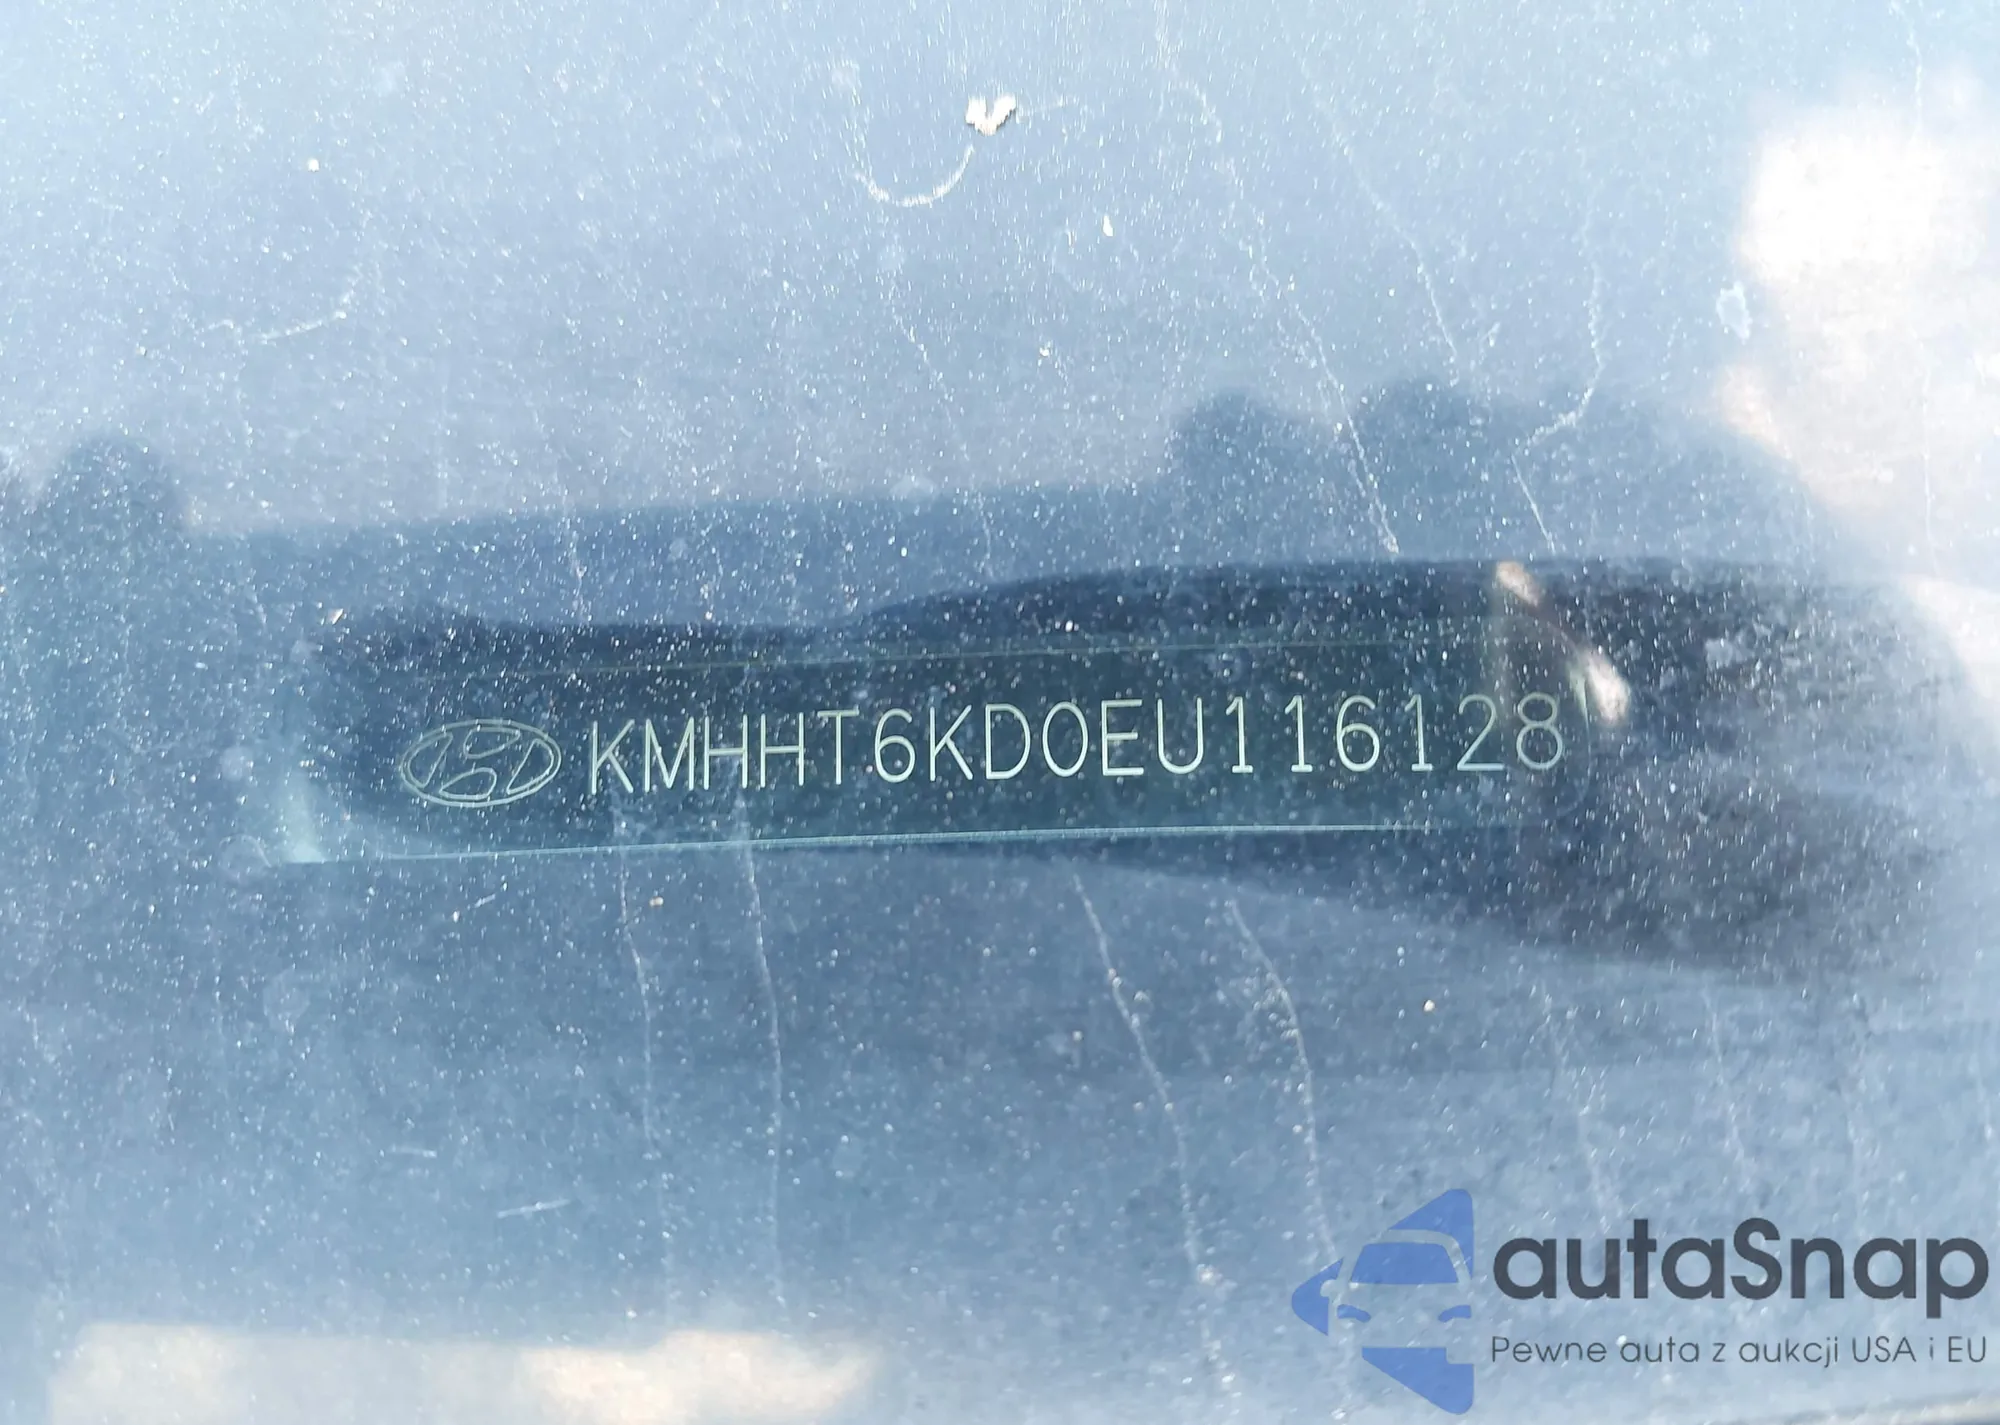 KMHHT6KD0EU116128
autaSnap
Pewne auta z aukcji USA i EU